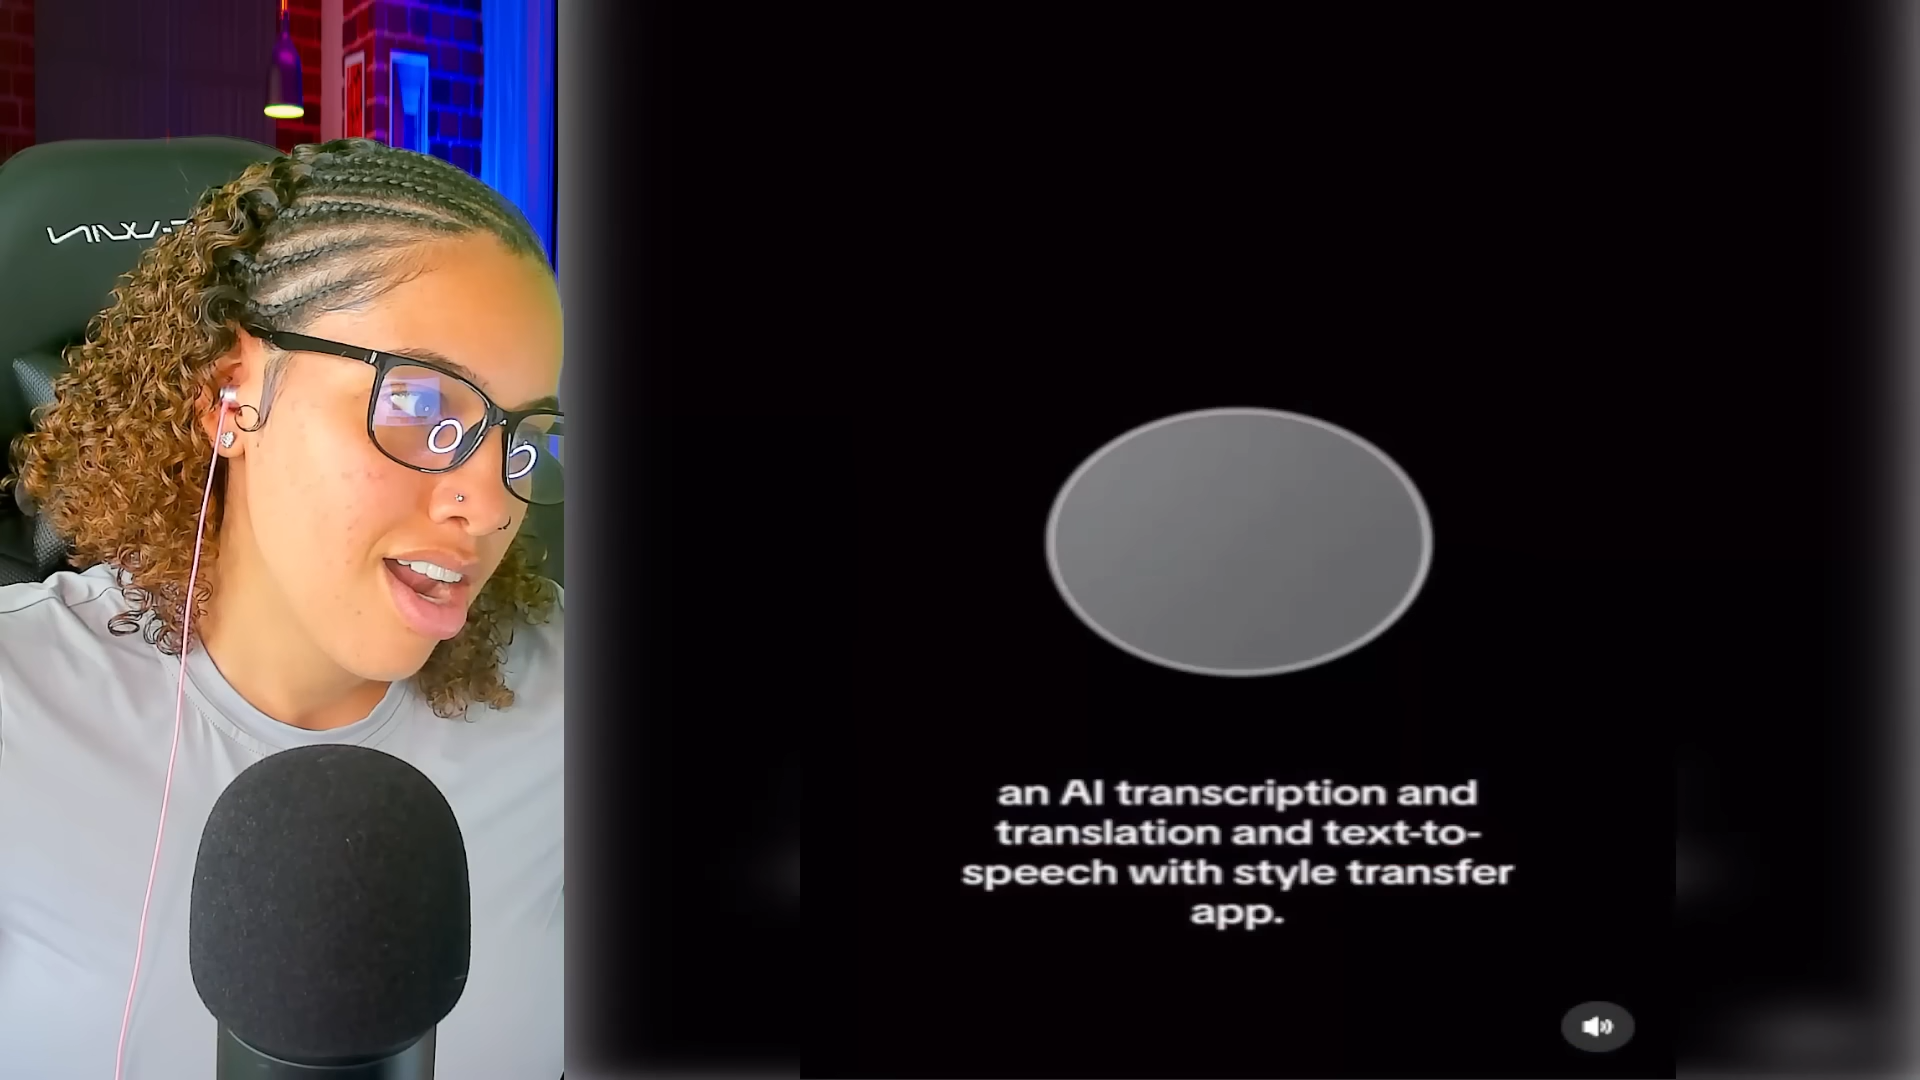 an AI transcription and
translation and text-to-
speech with style transfer
app.